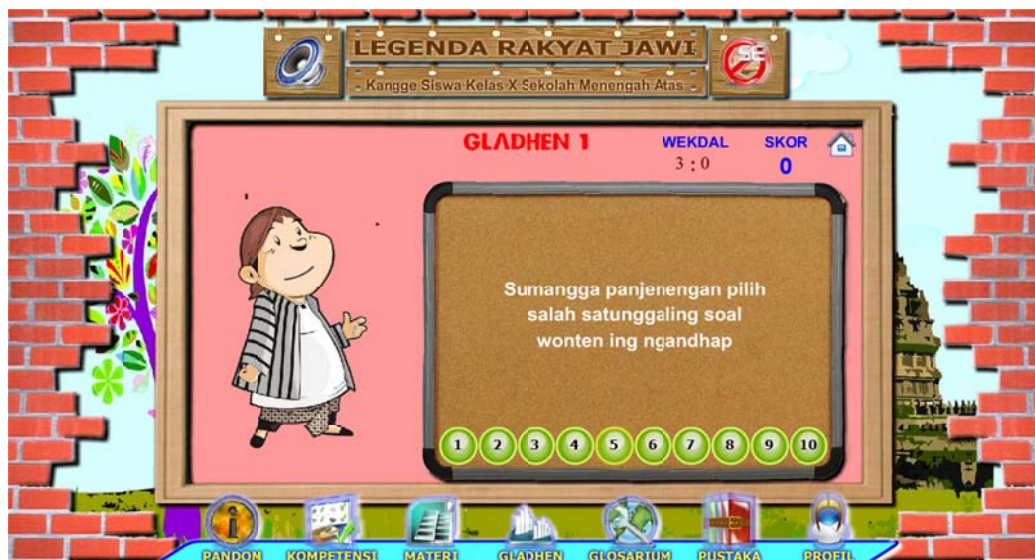 LEGENDA RAKYAT JAWI
Kangge Siswa Kelas X Sekolah Menengah Atas
SE
GLADHEN 1
WEKDAL
3 : 0
SKOR
0
Sumangga panjenengan pilih
salah satunggaling soal
wonten ing ngandhap
1 2 3 4 5 6 7 8 9 10
PANDON KOMPETENSI MATERI GLADHEN GLOSARIUM PUSTAKA PROFIL